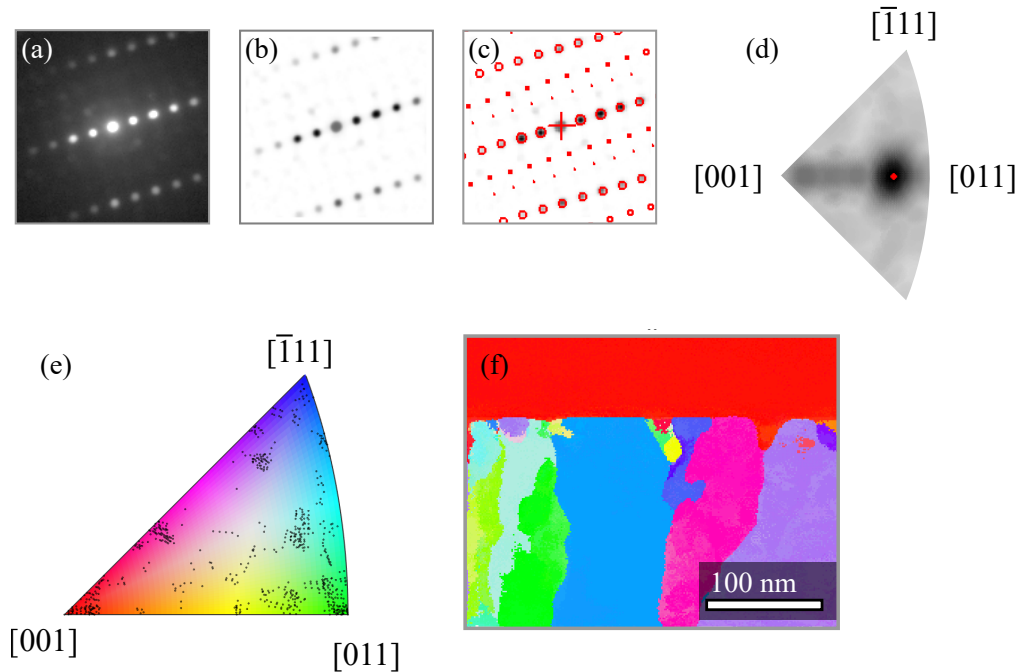 (a)
(b)
(c)
(d)
[1̅11]
[001]
[011]
(e)
[1̅11]
[001]
[011]
(f)
100 nm